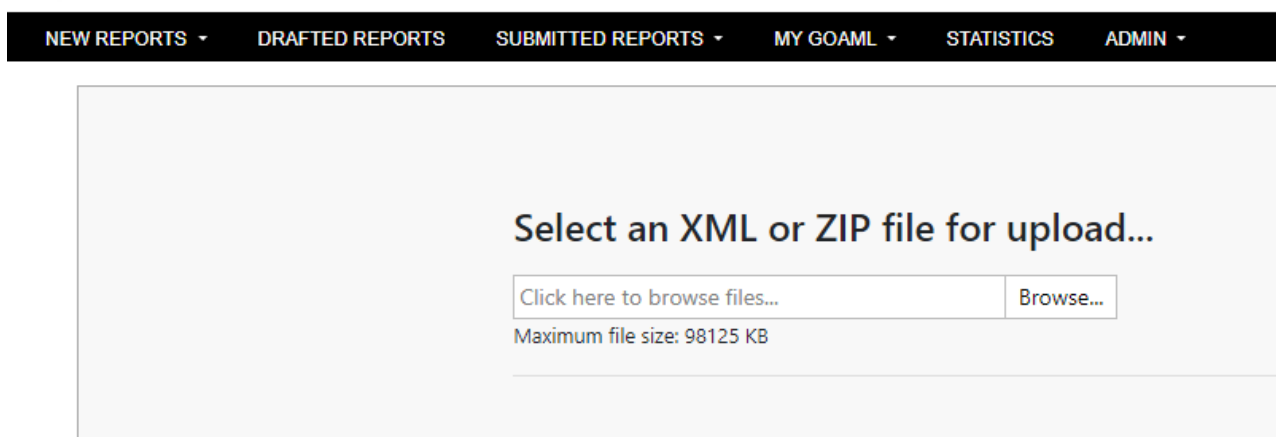 NEW REPORTS DRAFTED REPORTS SUBMITTED REPORTS MY GOAML STATISTICS ADMIN
Select an XML or ZIP file for upload...
Click here to browse files... Browse...
Maximum file size: 98125 KB